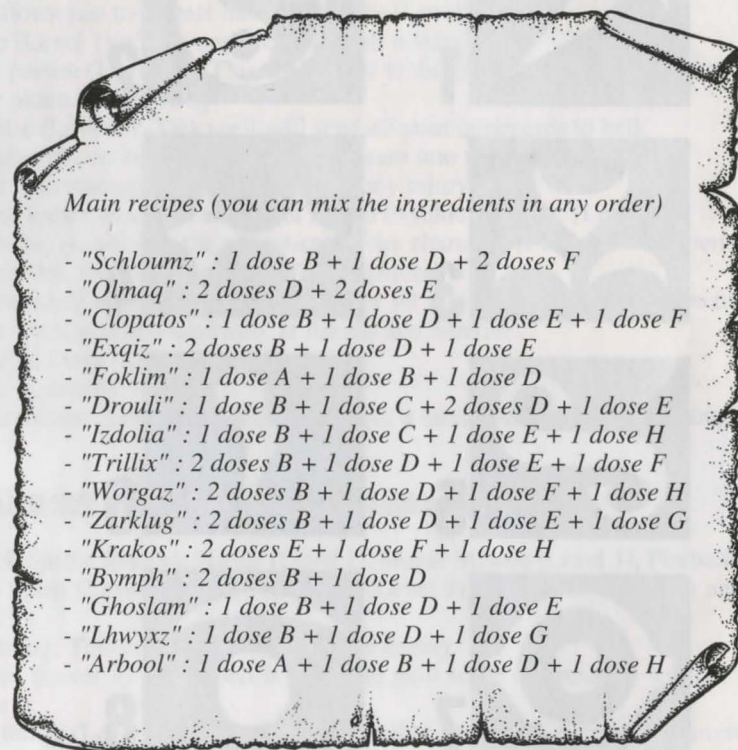 Main recipes (you can mix the ingredients in any order)
- "Schloumz" : 1 dose B + 1 dose D + 2 doses F
- "Olmaq" : 2 doses D + 2 doses E
- "Clopatos" : 1 dose B + 1 dose D + 1 dose E + 1 dose F
- "Exqiz" : 2 doses B + 1 dose D + 1 dose E
- "Foklim" : 1 dose A + 1 dose B + 1 dose D
- "Drouli" : 1 dose B + 1 dose C + 2 doses D + 1 dose E
- "Izdolia" : 1 dose B + 1 dose C + 1 dose E + 1 dose H
- "Trillix" : 2 doses B + 1 dose D + 1 dose E + 1 dose F
- "Worgaz" : 2 doses B + 1 dose D + 1 dose F + 1 dose H
- "Zarklug" : 2 doses B + 1 dose D + 1 dose E + 1 dose G
- "Krakos" : 2 doses E + 1 dose F + 1 dose H
- "Bymph" : 2 doses B + 1 dose D
- "Ghoslam" : 1 dose B + 1 dose D + 1 dose E
- "Lhwyxz" : 1 dose B + 1 dose D + 1 dose G
- "Arbool" : 1 dose A + 1 dose B + 1 dose D + 1 dose H